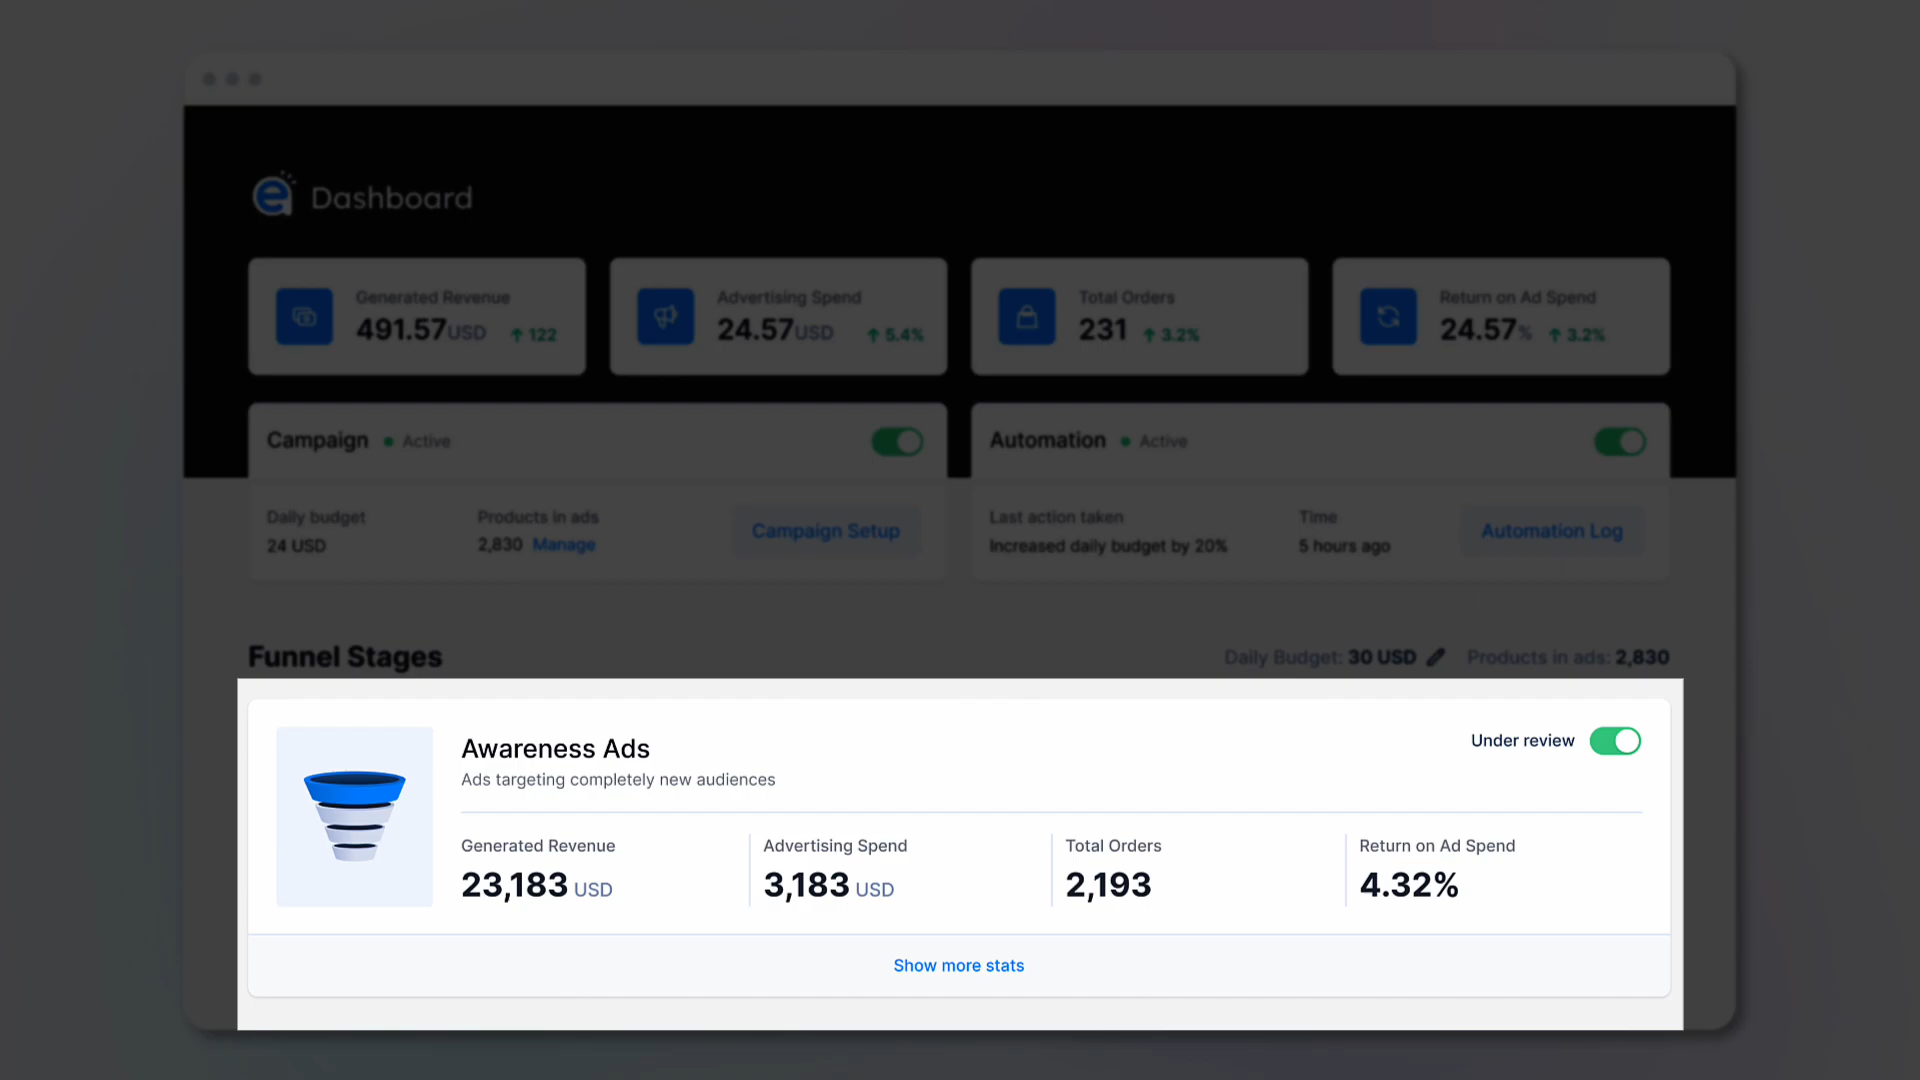 Dashboard
Generated Revenue
491.57USD ↑ 122
Advertising Spend
24.57USD ↑ 5.4%
Total Orders
231 ↑ 3.2%
Return on Ad Spend
24.57% ↑ 3.2%
Campaign Active
Daily budget
24 USD
Products in ads
2,830 Manage
Campaign Setup
Automation Active
Last action taken
Increased daily budget by 20%
Time
5 hours ago
Automation Log
Funnel Stages
Daily Budget: 30 USD Products in ads: 2,830
Awareness Ads
Under review
Ads targeting completely new audiences
Generated Revenue
23,183 USD
Advertising Spend
3,183 USD
Total Orders
2,193
Return on Ad Spend
4.32%
Show more stats